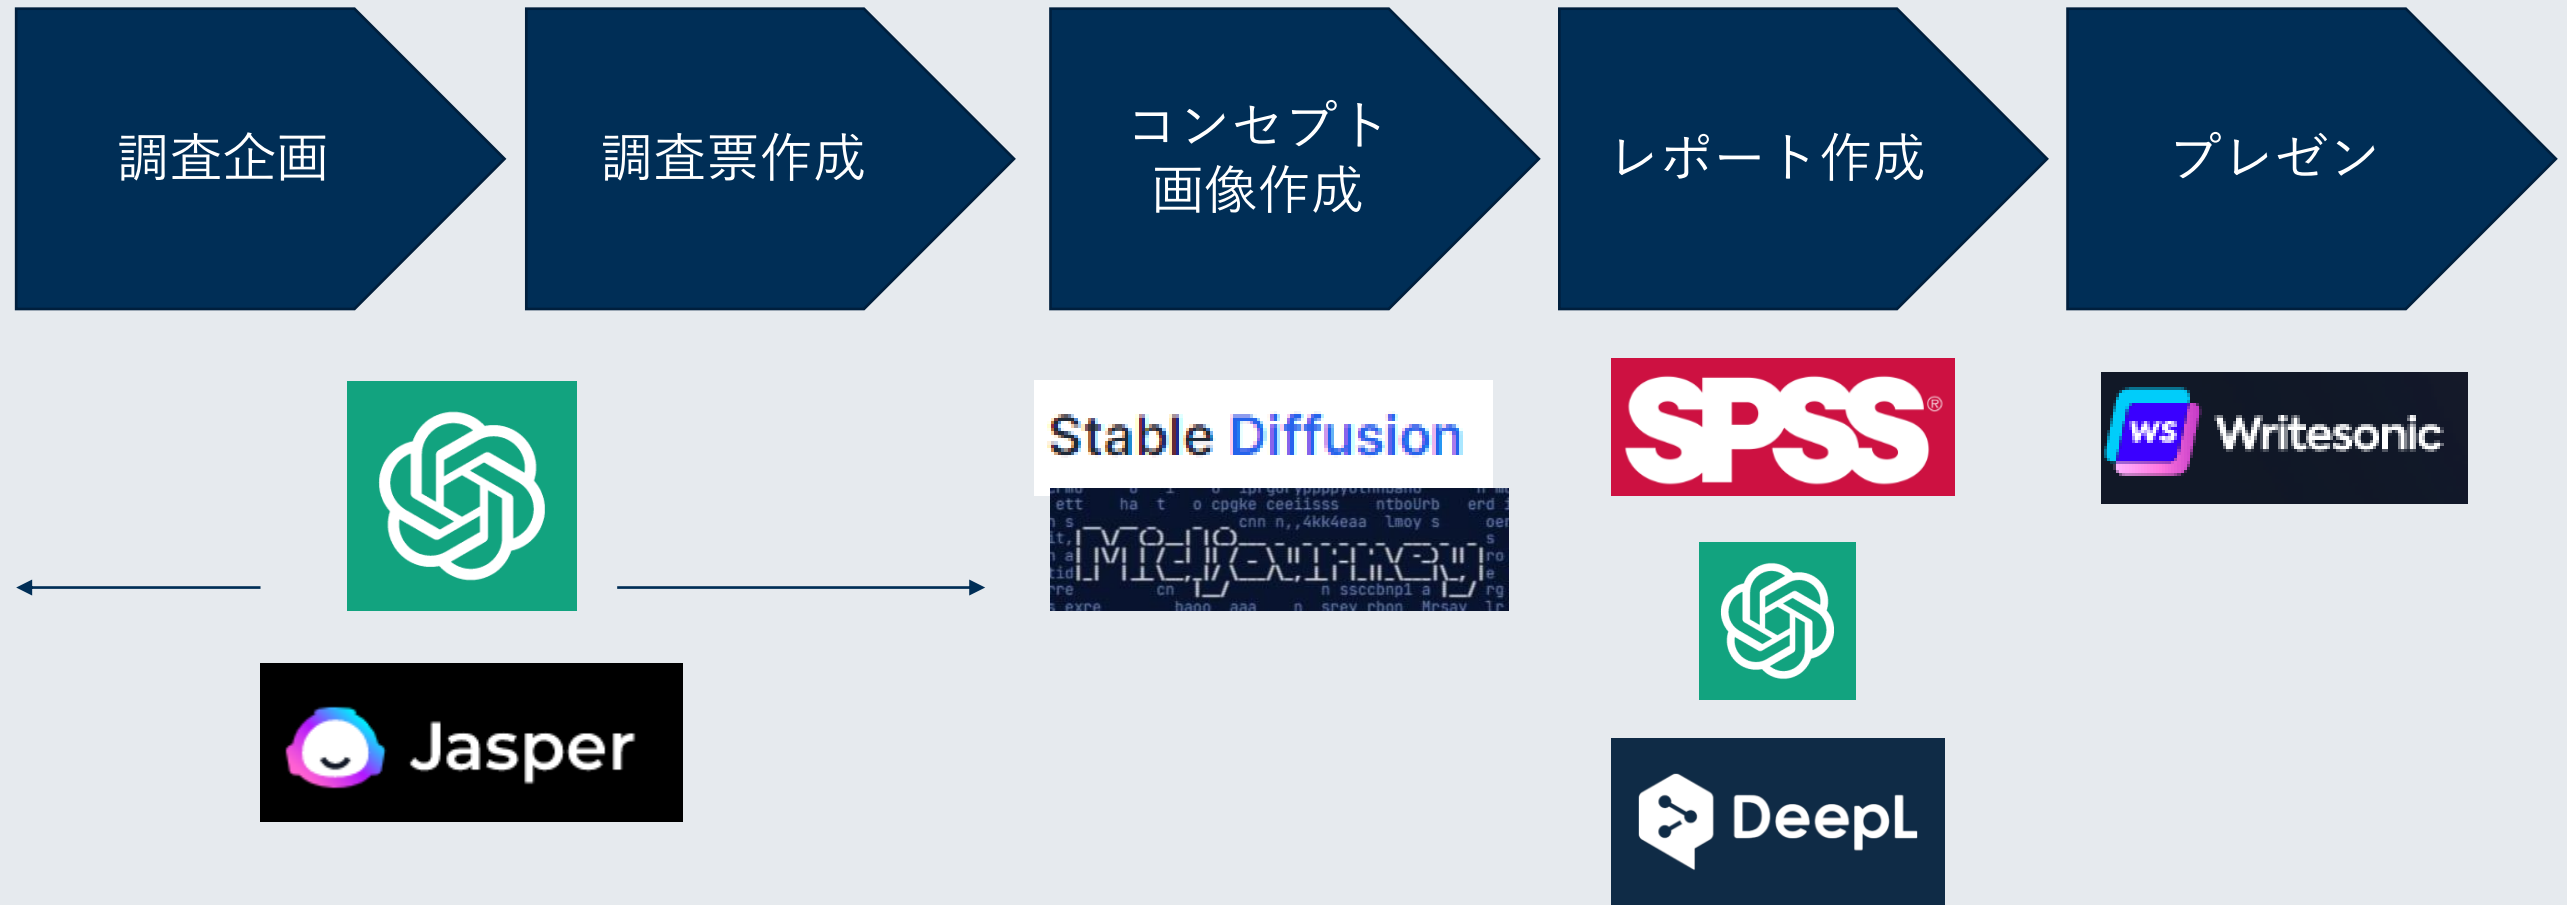 調査企画
調査票作成
コンセプト
画像作成
レポート作成
プレゼン
Stable Diffusion
Midjourney
SPSS®
WS Writesonic
Jasper
DeepL